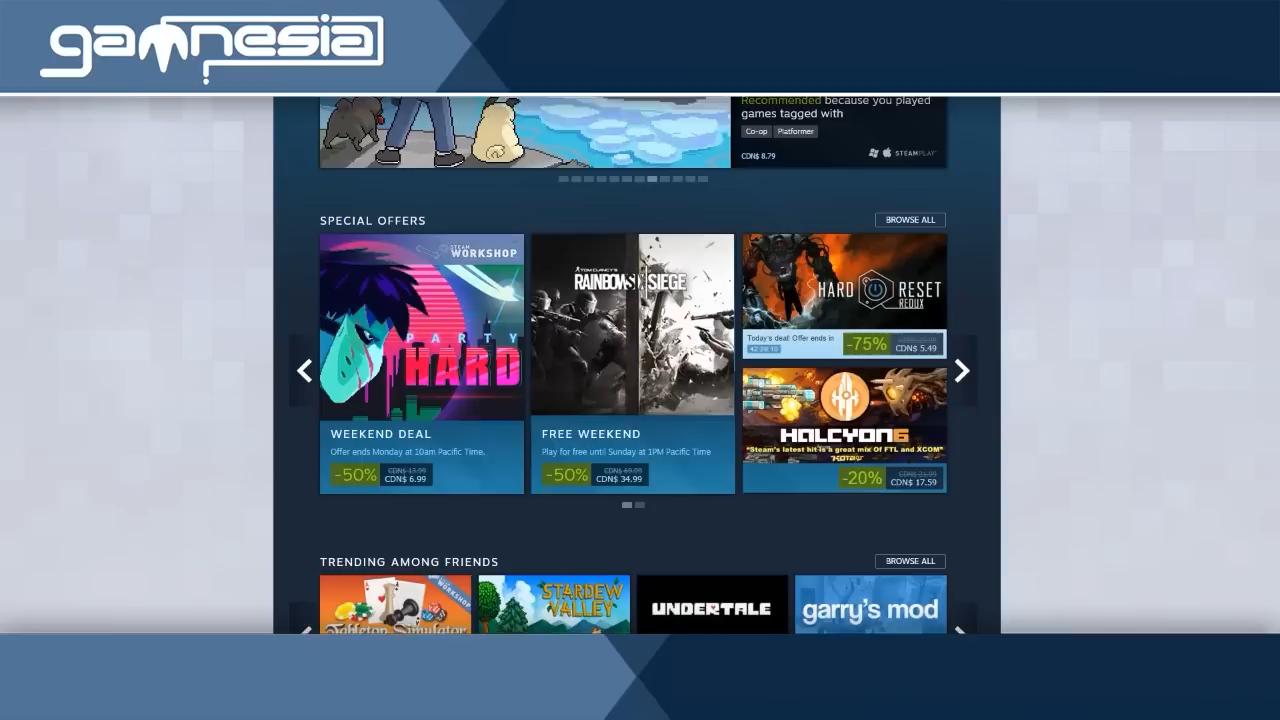 gamnesia
Recommended because you played
games tagged with
Co-op Platformer
CDN$ 8.79
STEAMPLAY
SPECIAL OFFERS
BROWSE ALL
STEAM
WORKSHOP
PARTY
HARD
WEEKEND DEAL
Offer ends Monday at 10am Pacific Time.
-50%
CDN$ 13.99
CDN$ 6.99
TOM CLANCY'S
RAINBOW SIX SIEGE
FREE WEEKEND
Play for free until Sunday at 1PM Pacific Time
-50%
CDN$ 69.99
CDN$ 34.99
HARD RESET
REDUX
Today's deal! Offer ends in
-75%
CDN$ 5.49
HALCYON6
"Steam's latest hit is a great mix Of FTL and XCOM"
KOTAKU
-20%
CDN$ 21.99
CDN$ 17.59
TRENDING AMONG FRIENDS
BROWSE ALL
WORKSHOP
Tabletop Simulator
STARDEW
VALLEY
UNDERTALE
garry's mod